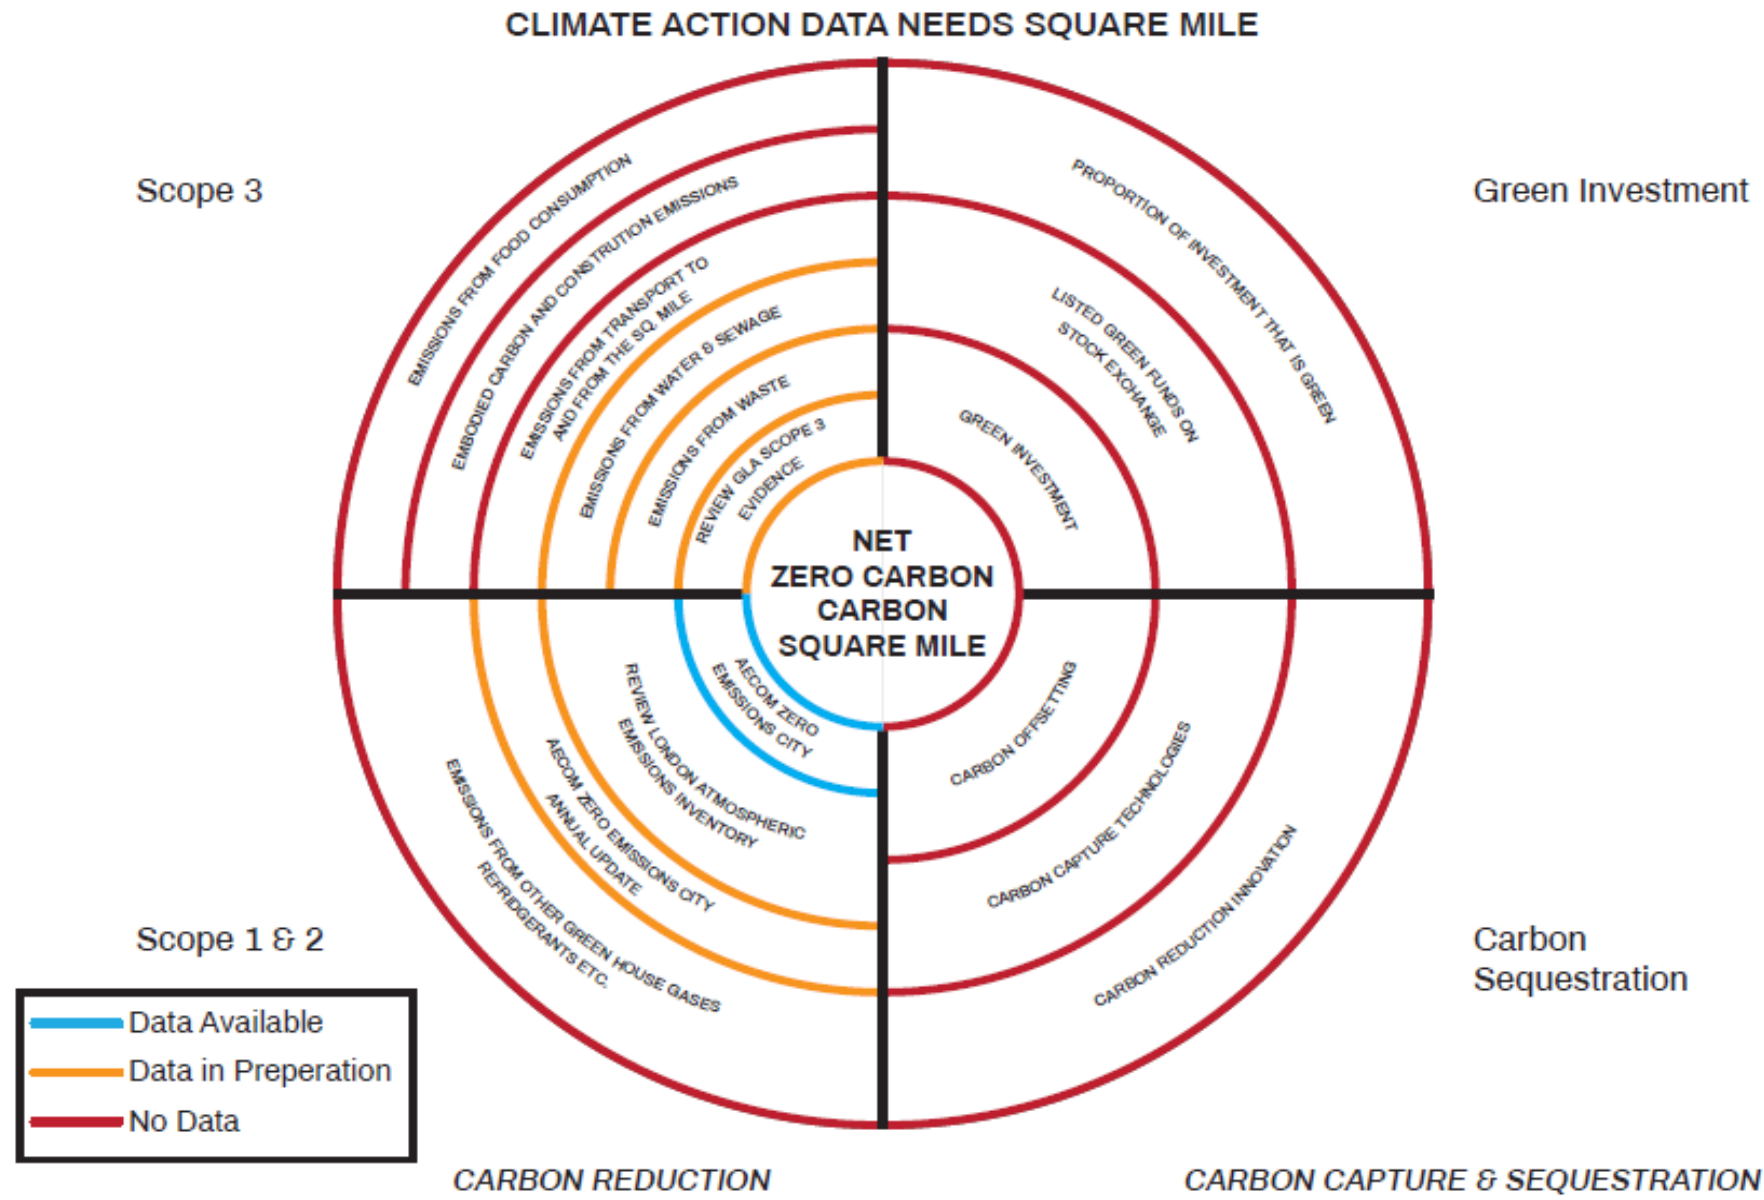 CLIMATE ACTION DATA NEEDS SQUARE MILE
Scope 3
Green Investment
EMISSIONS FROM FOOD CONSUMPTION
EMBODIED CARBON AND CONSTRUTION EMISSIONS
EMISSIONS FROM TRANSPORT TO
AND FROM THE SQ. MILE
EMISSIONS FROM WATER & SEWAGE
EMISSIONS FROM WASTE
REVIEW GLA SCOPE 3
EVIDENCE
PROPORTION OF INVESTMENT THAT IS GREEN
LISTED GREEN FUNDS ON
STOCK EXCHANGE
GREEN INVESTMENT
NET
ZERO CARBON
CARBON
SQUARE MILE
AECOM ZERO
EMISSIONS CITY
REVIEW LONDON ATMOSPHERIC
EMISSIONS INVENTORY
AECOM ZERO EMISSIONS CITY
ANNUAL UPDATE
EMISSIONS FROM OTHER GREEN HOUSE GASES
REFRIDGERANTS ETC.
CARBON OFFSETTING
CARBON CAPTURE TECHNOLOGIES
CARBON REDUCTION INNOVATION
Scope 1 & 2
Carbon
Sequestration
Data Available
Data in Preperation
No Data
CARBON REDUCTION
CARBON CAPTURE & SEQUESTRATION